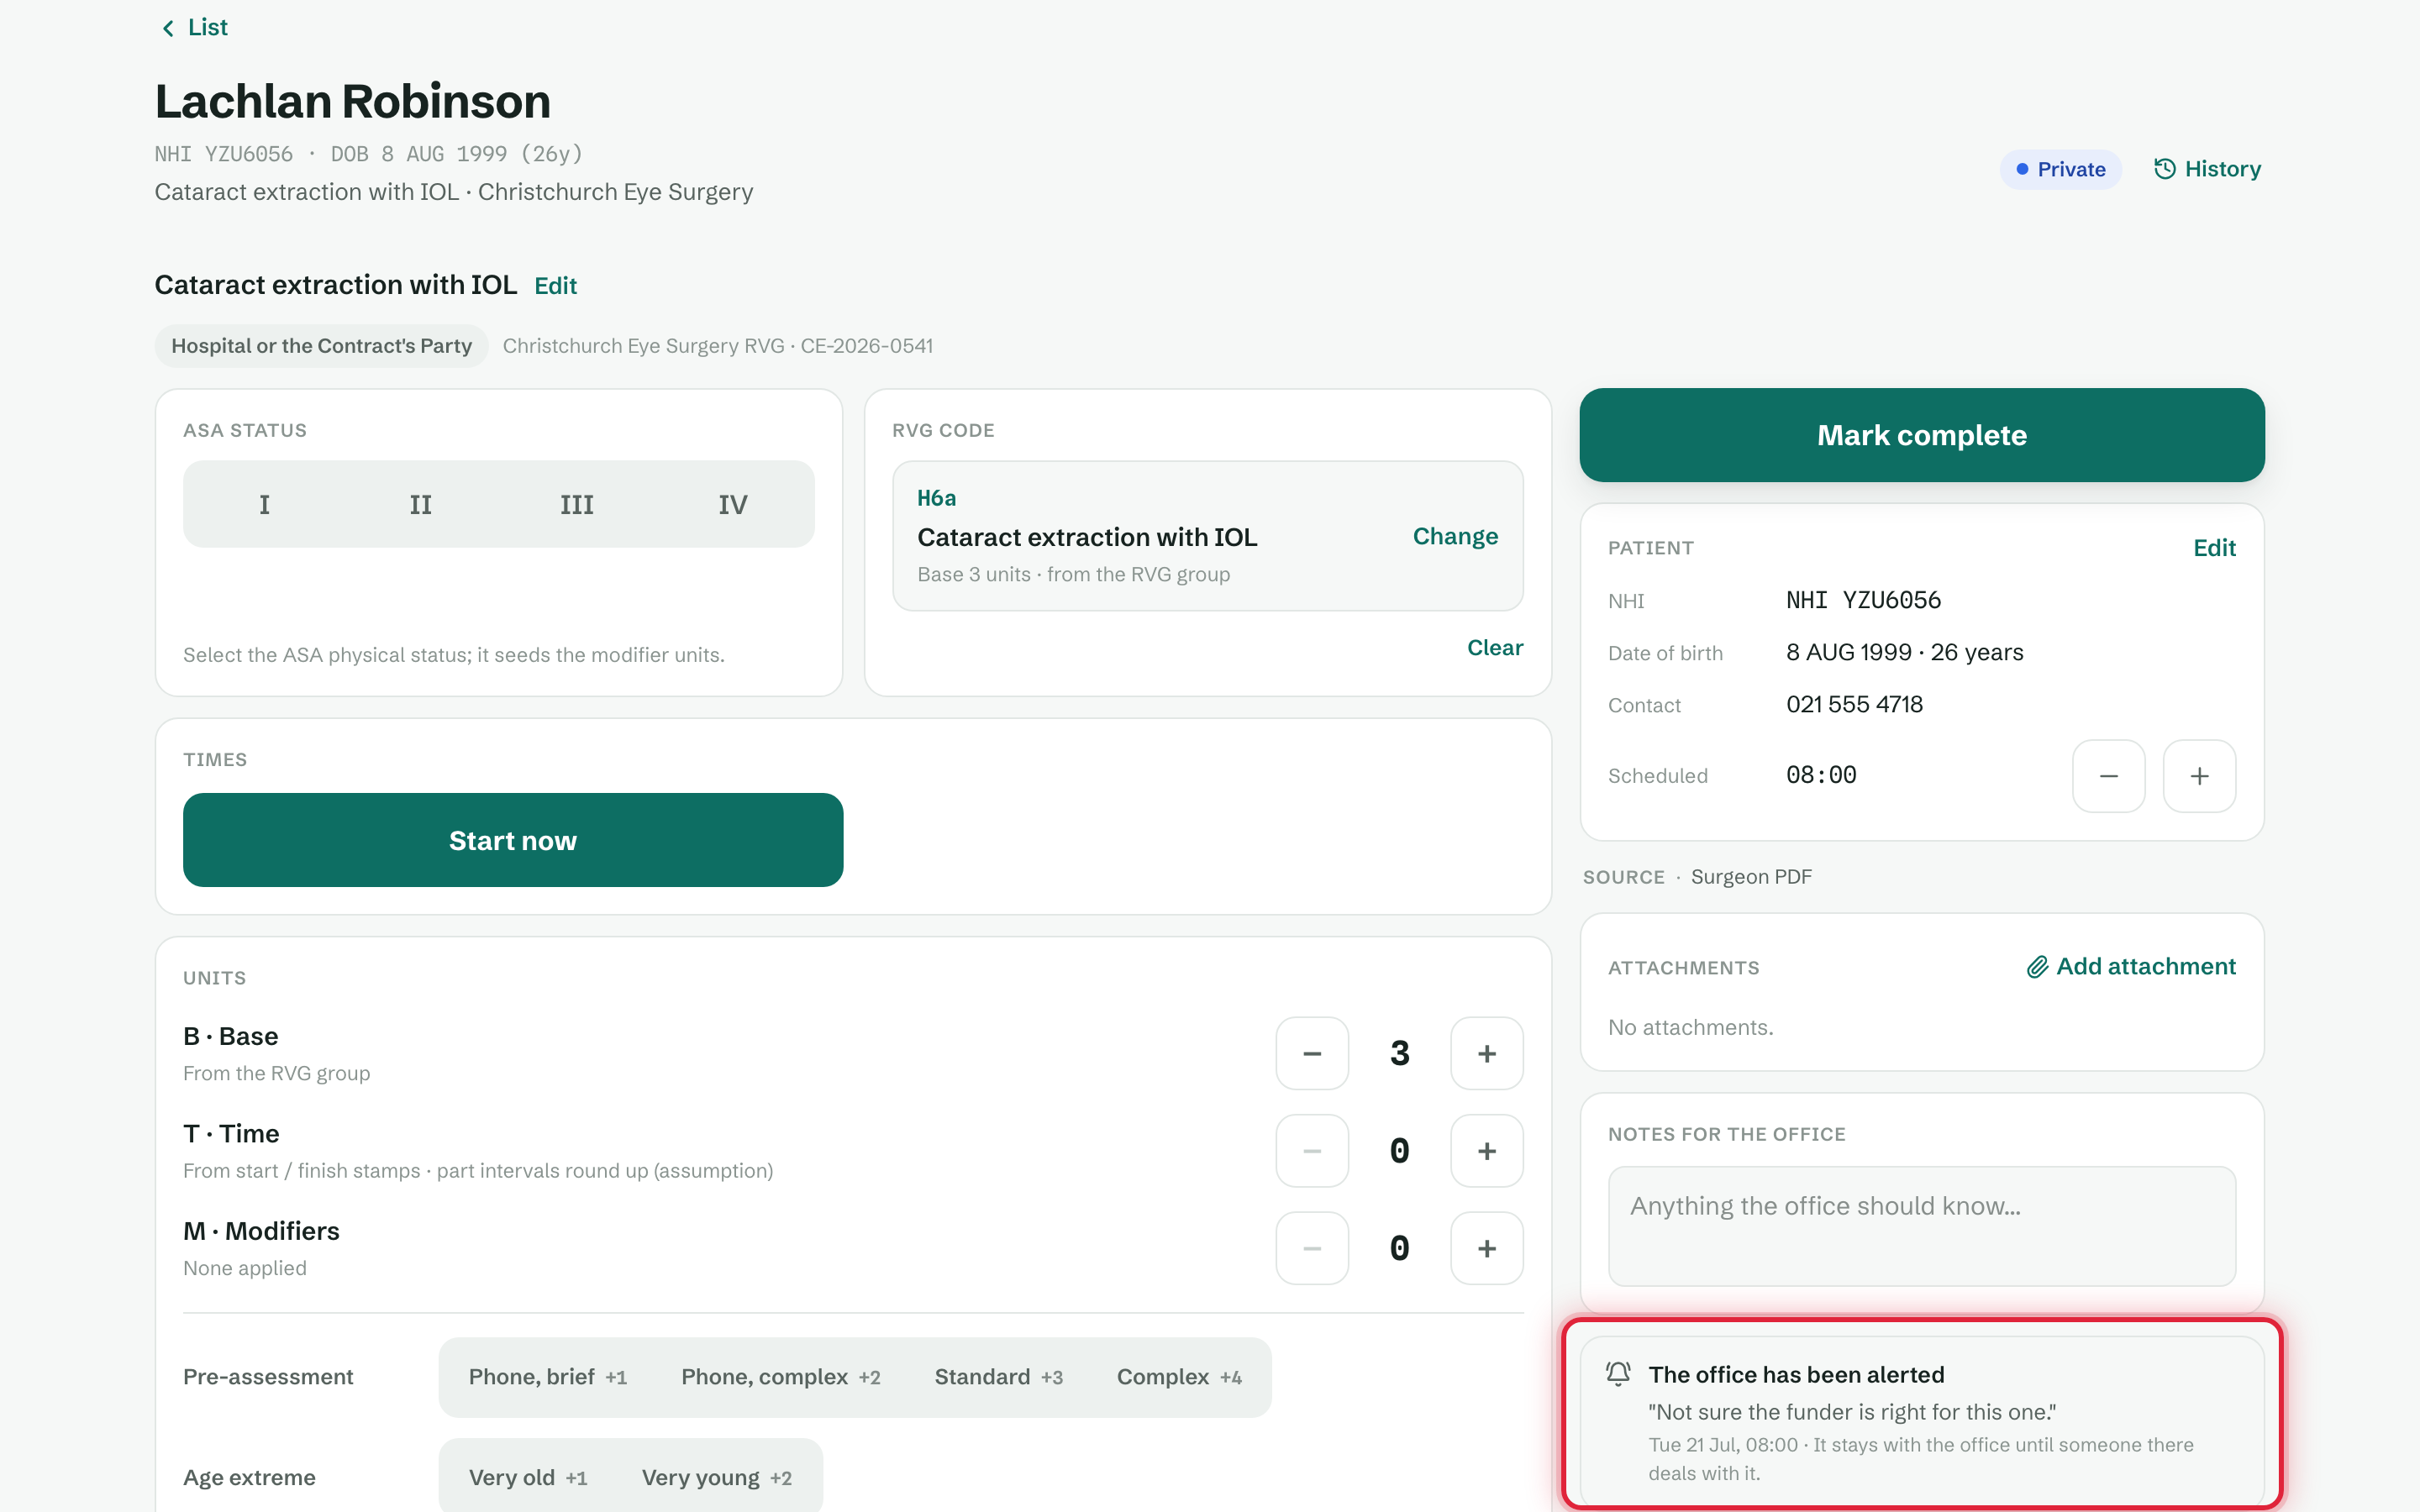 List
Lachlan Robinson
NHI YZU6056 · DOB 8 AUG 1999 (26y)
Cataract extraction with IOL · Christchurch Eye Surgery
Private
History
Cataract extraction with IOL Edit
Hospital or the Contract's Party Christchurch Eye Surgery RVG · CE-2026-0541
ASA STATUS
I II III IV
Select the ASA physical status; it seeds the modifier units.
RVG CODE
H6a
Cataract extraction with IOL
Change
Base 3 units · from the RVG group
Clear
TIMES
Start now
UNITS
B · Base
From the RVG group
− 3 +
T · Time
From start / finish stamps · part intervals round up (assumption)
− 0 +
M · Modifiers
None applied
− 0 +
Pre-assessment Phone, brief +1 Phone, complex +2 Standard +3 Complex +4
Age extreme Very old +1 Very young +2
Mark complete
PATIENT Edit
NHI NHI YZU6056
Date of birth 8 AUG 1999 · 26 years
Contact 021 555 4718
Scheduled 08:00 − +
SOURCE · Surgeon PDF
ATTACHMENTS Add attachment
No attachments.
NOTES FOR THE OFFICE
Anything the office should know...
The office has been alerted
"Not sure the funder is right for this one."
Tue 21 Jul, 08:00 · It stays with the office until someone there
deals with it.